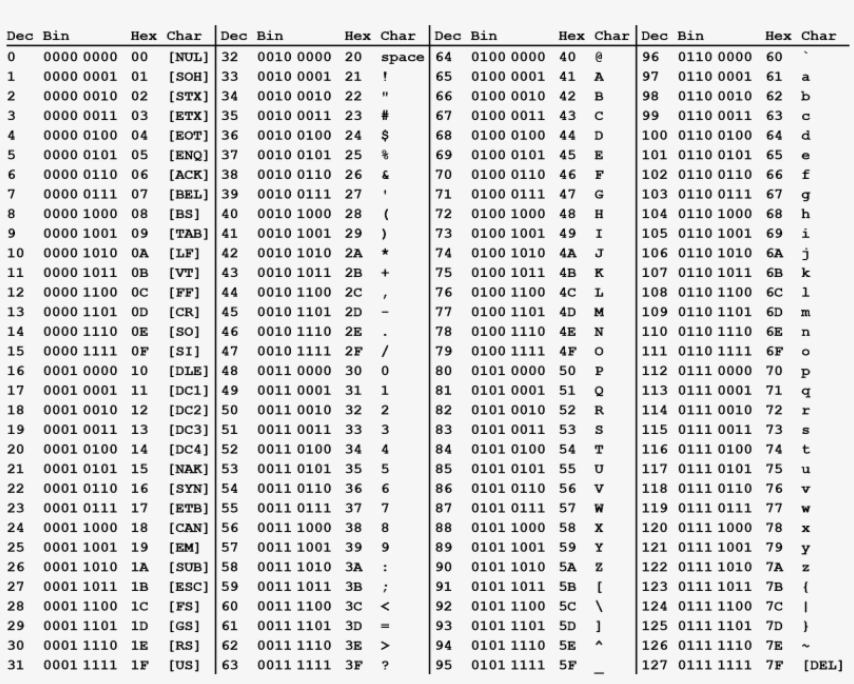 Dec Bin Hex Char Dec Bin Hex Char Dec Bin Hex Char Dec Bin Hex Char
0 0000 0000 00 [NUL] 32 0010 0000 20 space 64 0100 0000 40 @ 96 0110 0000 60 `
1 0000 0001 01 [SOH] 33 0010 0001 21 ! 65 0100 0001 41 A 97 0110 0001 61 a
2 0000 0010 02 [STX] 34 0010 0010 22 " 66 0100 0010 42 B 98 0110 0010 62 b
3 0000 0011 03 [ETX] 35 0010 0011 23 # 67 0100 0011 43 C 99 0110 0011 63 c
4 0000 0100 04 [EOT] 36 0010 0100 24 $ 68 0100 0100 44 D 100 0110 0100 64 d
5 0000 0101 05 [ENQ] 37 0010 0101 25 % 69 0100 0101 45 E 101 0110 0101 65 e
6 0000 0110 06 [ACK] 38 0010 0110 26 & 70 0100 0110 46 F 102 0110 0110 66 f
7 0000 0111 07 [BEL] 39 0010 0111 27 ' 71 0100 0111 47 G 103 0110 0111 67 g
8 0000 1000 08 [BS] 40 0010 1000 28 ( 72 0100 1000 48 H 104 0110 1000 68 h
9 0000 1001 09 [TAB] 41 0010 1001 29 ) 73 0100 1001 49 I 105 0110 1001 69 i
10 0000 1010 0A [LF] 42 0010 1010 2A * 74 0100 1010 4A J 106 0110 1010 6A j
11 0000 1011 0B [VT] 43 0010 1011 2B + 75 0100 1011 4B K 107 0110 1011 6B k
12 0000 1100 0C [FF] 44 0010 1100 2C , 76 0100 1100 4C L 108 0110 1100 6C l
13 0000 1101 0D [CR] 45 0010 1101 2D - 77 0100 1101 4D M 109 0110 1101 6D m
14 0000 1110 0E [SO] 46 0010 1110 2E . 78 0100 1110 4E N 110 0110 1110 6E n
15 0000 1111 0F [SI] 47 0010 1111 2F / 79 0100 1111 4F O 111 0110 1111 6F o
16 0001 0000 10 [DLE] 48 0011 0000 30 0 80 0101 0000 50 P 112 0111 0000 70 p
17 0001 0001 11 [DC1] 49 0011 0001 31 1 81 0101 0001 51 Q 113 0111 0001 71 q
18 0001 0010 12 [DC2] 50 0011 0010 32 2 82 0101 0010 52 R 114 0111 0010 72 r
19 0001 0011 13 [DC3] 51 0011 0011 33 3 83 0101 0011 53 S 115 0111 0011 73 s
20 0001 0100 14 [DC4] 52 0011 0100 34 4 84 0101 0100 54 T 116 0111 0100 74 t
21 0001 0101 15 [NAK] 53 0011 0101 35 5 85 0101 0101 55 U 117 0111 0101 75 u
22 0001 0110 16 [SYN] 54 0011 0110 36 6 86 0101 0110 56 V 118 0111 0110 76 v
23 0001 0111 17 [ETB] 55 0011 0111 37 7 87 0101 0111 57 W 119 0111 0111 77 w
24 0001 1000 18 [CAN] 56 0011 1000 38 8 88 0101 1000 58 X 120 0111 1000 78 x
25 0001 1001 19 [EM] 57 0011 1001 39 9 89 0101 1001 59 Y 121 0111 1001 79 y
26 0001 1010 1A [SUB] 58 0011 1010 3A : 90 0101 1010 5A Z 122 0111 1010 7A z
27 0001 1011 1B [ESC] 59 0011 1011 3B ; 91 0101 1011 5B [ 123 0111 1011 7B {
28 0001 1100 1C [FS] 60 0011 1100 3C < 92 0101 1100 5C \ 124 0111 1100 7C |
29 0001 1101 1D [GS] 61 0011 1101 3D = 93 0101 1101 5D ] 125 0111 1101 7D }
30 0001 1110 1E [RS] 62 0011 1110 3E > 94 0101 1110 5E ^ 126 0111 1110 7E ~
31 0001 1111 1F [US] 63 0011 1111 3F ? 95 0101 1111 5F _ 127 0111 1111 7F [DEL]